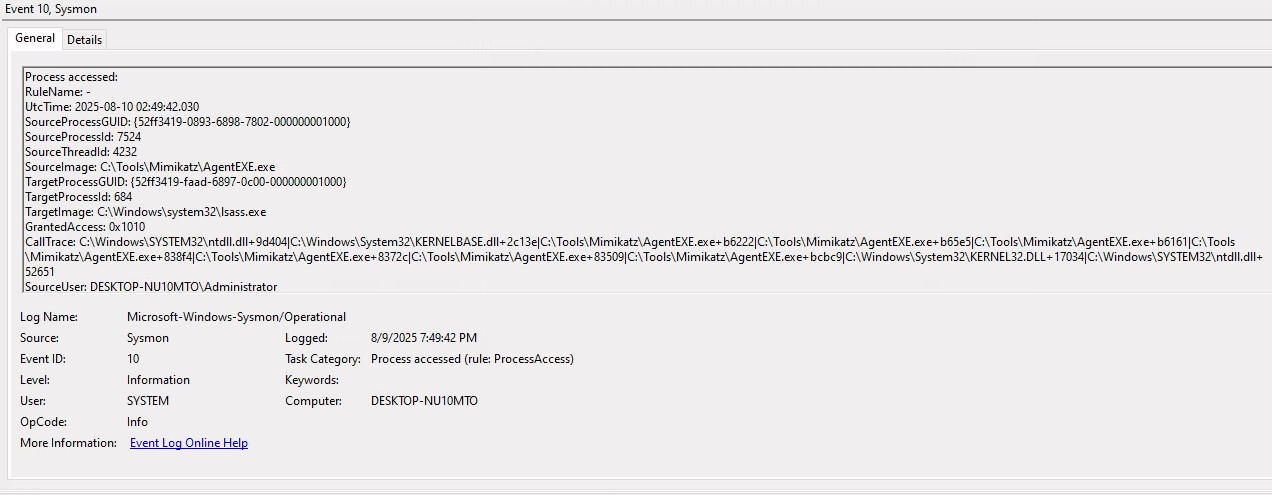 Event 10, Sysmon
General
Details
Process accessed:
RuleName: -
UtcTime: 2025-08-10 02:49:42.030
SourceProcessGUID: {52ff3419-0893-6898-7802-000000001000}
SourceProcessId: 7524
SourceThreadId: 4232
SourceImage: C:\Tools\Mimikatz\AgentEXE.exe
TargetProcessGUID: {52ff3419-faad-6897-0c00-000000001000}
TargetProcessId: 684
TargetImage: C:\Windows\system32\lsass.exe
GrantedAccess: 0x1010
CallTrace: C:\Windows\SYSTEM32\ntdll.dll+9d404|C:\Windows\System32\KERNELBASE.dll+2c13e|C:\Tools\Mimikatz\AgentEXE.exe+b6222|C:\Tools\Mimikatz\AgentEXE.exe+b65e5|C:\Tools\Mimikatz\AgentEXE.exe+b6161|C:\Tools
\Mimikatz\AgentEXE.exe+838f4|C:\Tools\Mimikatz\AgentEXE.exe+8372c|C:\Tools\Mimikatz\AgentEXE.exe+83509|C:\Tools\Mimikatz\AgentEXE.exe+bcbc9|C:\Windows\System32\KERNEL32.DLL+17034|C:\Windows\SYSTEM32\ntdll.dll+
52651
SourceUser: DESKTOP-NU10MTO\Administrator
Log Name: Microsoft-Windows-Sysmon/Operational
Source: Sysmon Logged: 8/9/2025 7:49:42 PM
Event ID: 10 Task Category: Process accessed (rule: ProcessAccess)
Level: Information Keywords:
User: SYSTEM Computer: DESKTOP-NU10MTO
OpCode: Info
More Information: Event Log Online Help